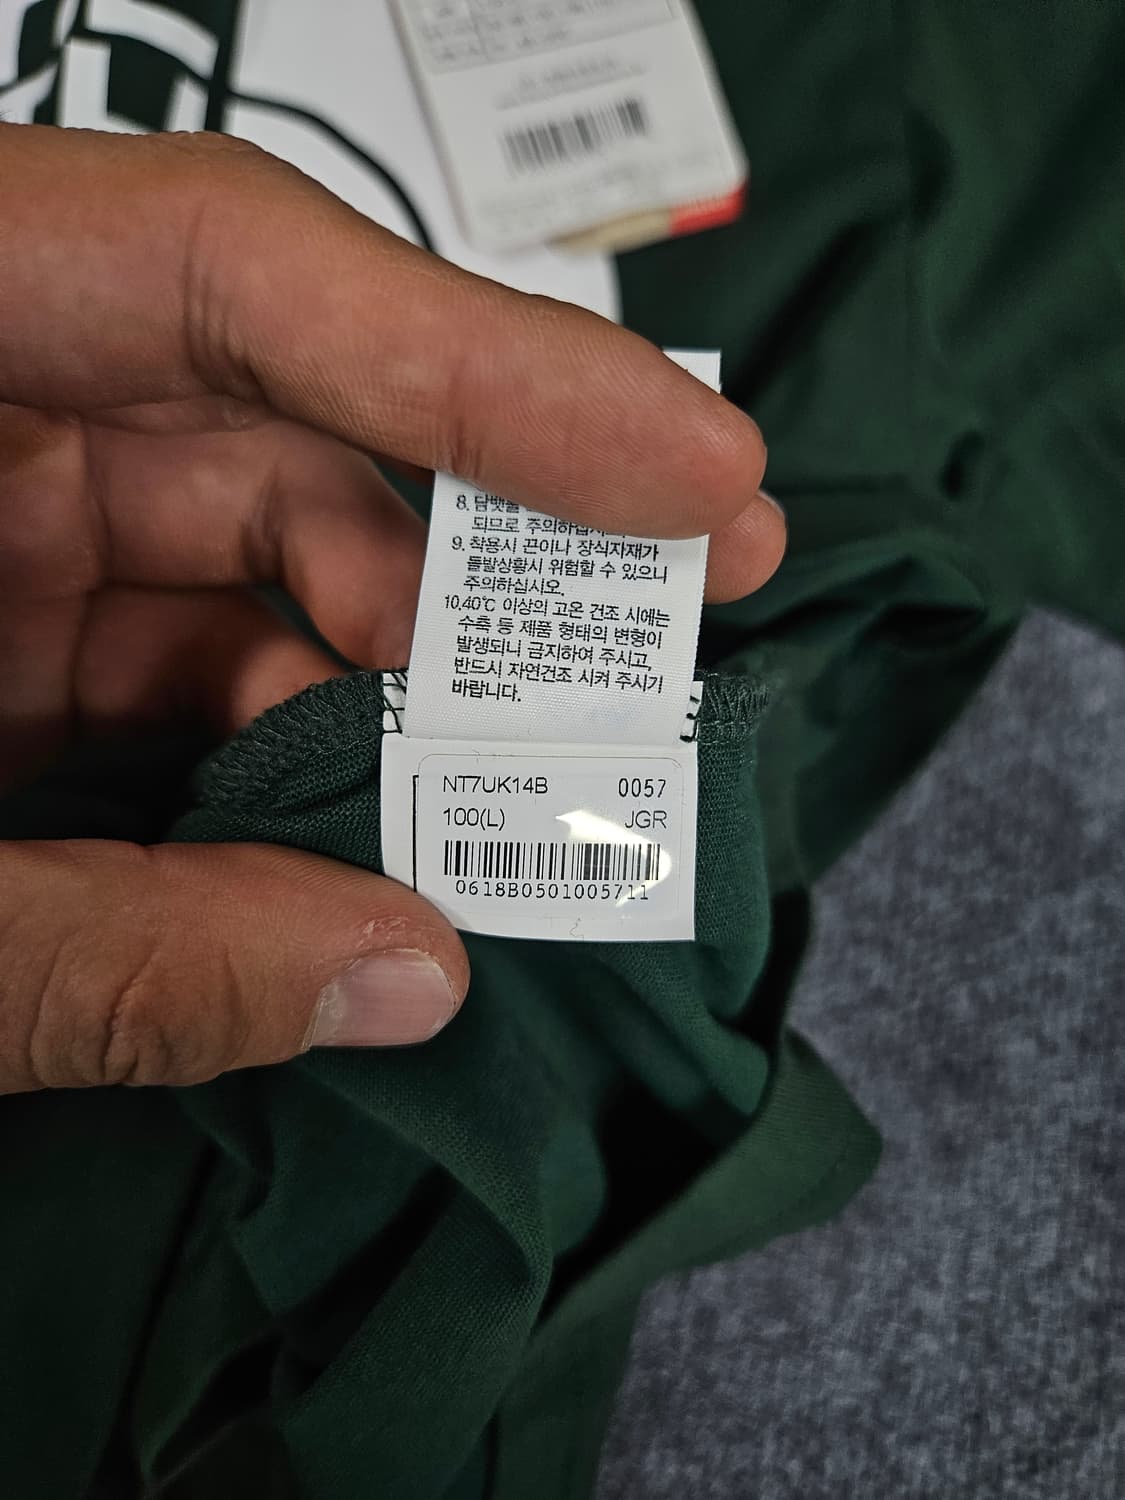 8. 담뱃불
되므로 주의하십시
9. 착용시 끈이나 장식자재가
돌발상황시 위험할 수 있으니
주의하십시오.
10.40℃ 이상의 고온 건조 시에는
수축 등 제품 형태의 변형이
발생되니 금지하여 주시고,
반드시 자연건조 시켜 주시기
바랍니다.
NT7UK14B 0057
100(L) JGR
0618B0501005711